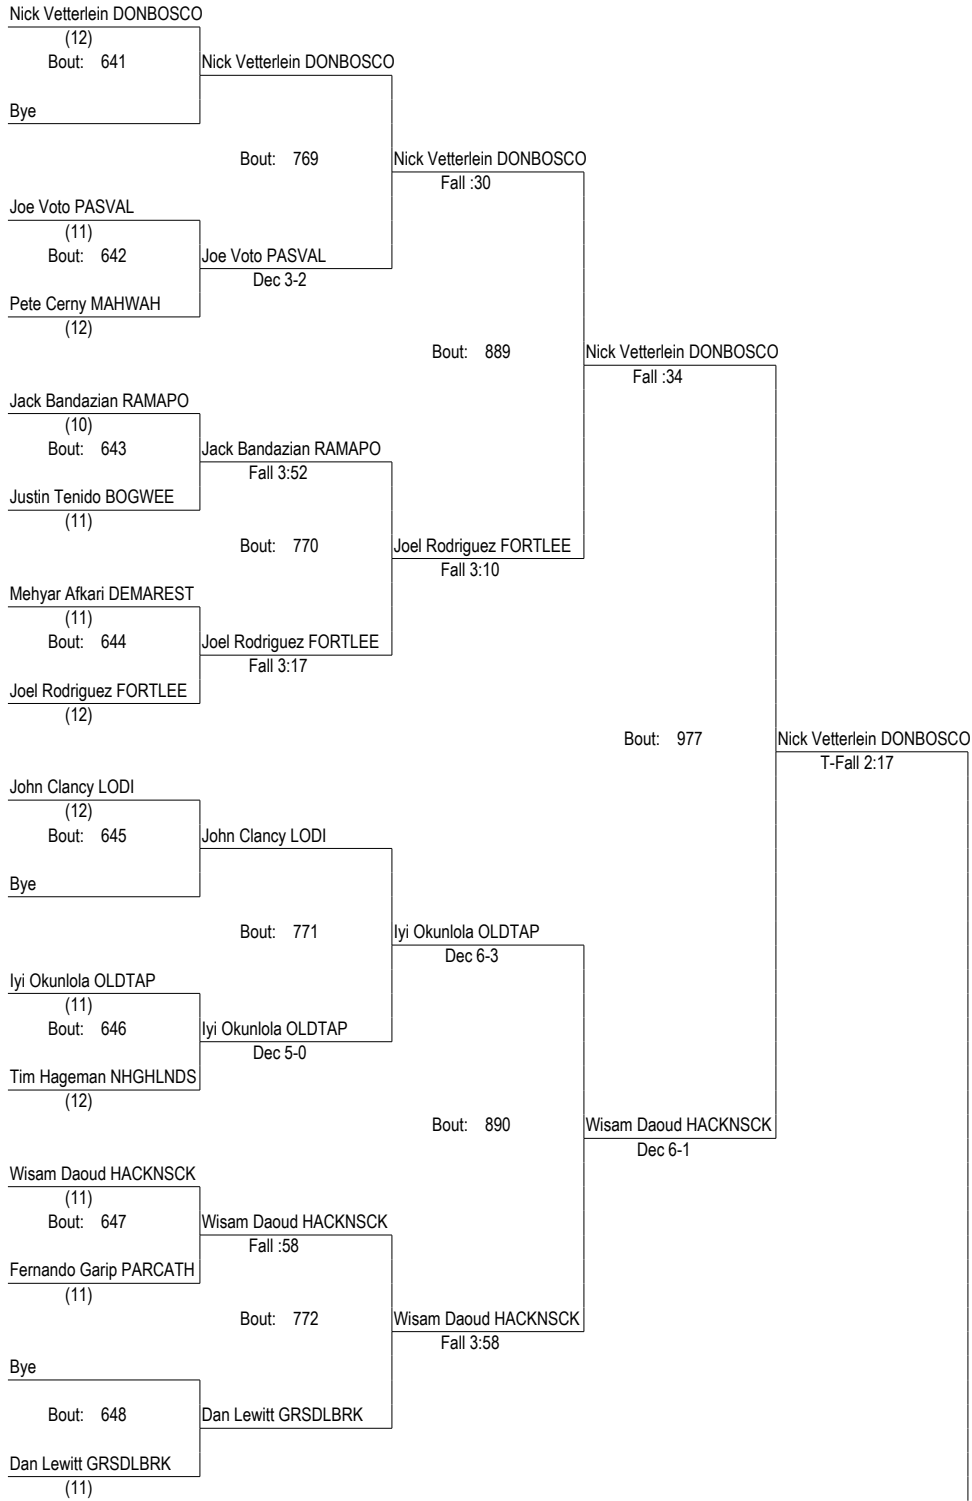 Nick Vetterlein DONBOSCO
(12)
Bout: 641
Nick Vetterlein DONBOSCO
Bye
Bout: 769
Nick Vetterlein DONBOSCO
Fall :30
Joe Voto PASVAL
(11)
Bout: 642
Joe Voto PASVAL
Dec 3-2
Pete Cerny MAHWAH
(12)
Bout: 889
Nick Vetterlein DONBOSCO
Fall :34
Jack Bandazian RAMAPO
(10)
Bout: 643
Jack Bandazian RAMAPO
Fall 3:52
Justin Tenido BOGWEE
(11)
Bout: 770
Joel Rodriguez FORTLEE
Fall 3:10
Mehyar Afkari DEMAREST
(11)
Bout: 644
Joel Rodriguez FORTLEE
Fall 3:17
Joel Rodriguez FORTLEE
(12)
Bout: 977
Nick Vetterlein DONBOSCO
T-Fall 2:17
John Clancy LODI
(12)
Bout: 645
John Clancy LODI
Bye
Bout: 771
Iyi Okunlola OLDTAP
Dec 6-3
Iyi Okunlola OLDTAP
(11)
Bout: 646
Iyi Okunlola OLDTAP
Dec 5-0
Tim Hageman NHGHLNDS
(12)
Bout: 890
Wisam Daoud HACKNSCK
Dec 6-1
Wisam Daoud HACKNSCK
(11)
Bout: 647
Wisam Daoud HACKNSCK
Fall :58
Fernando Garip PARCATH
(11)
Bout: 772
Wisam Daoud HACKNSCK
Fall 3:58
Bye
Bout: 648
Dan Lewitt GRSDLBRK
Dan Lewitt GRSDLBRK
(11)